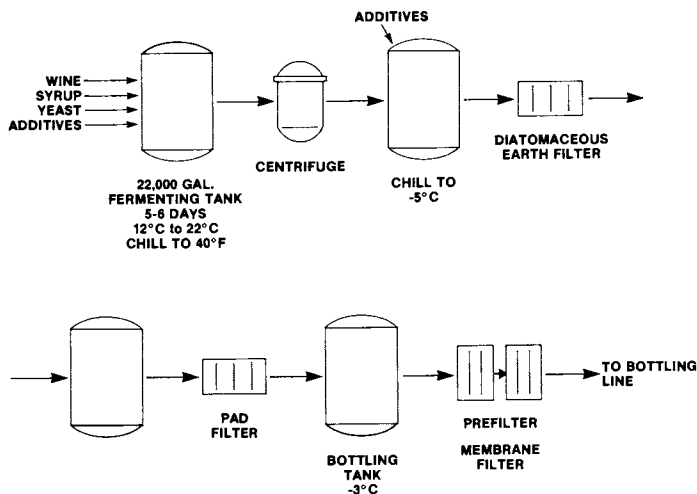 ADDITIVES
WINE
SYRUP
YEAST
ADDITIVES
CENTRIFUGE
DIATOMACEOUS
EARTH FILTER
22,000 GAL.
FERMENTING TANK
5-6 DAYS
12°C to 22°C
CHILL TO 40°F
CHILL TO
-5°C
TO BOTTLING
LINE
PAD
FILTER
PREFILTER
MEMBRANE
FILTER
BOTTLING
TANK
-3°C